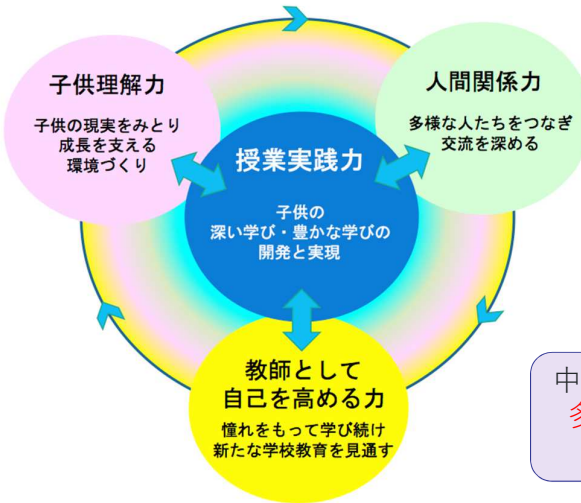 子供理解力
子供の現実をみとり
成長を支える
環境づくり
人間関係力
多様な人たちをつなぎ
交流を深める
授業実践力
子供の
深い学び・豊かな学びの
開発と実現
教師として
自己を高める力
憧れをもって学び続け
新たな学校教育を見通す
中